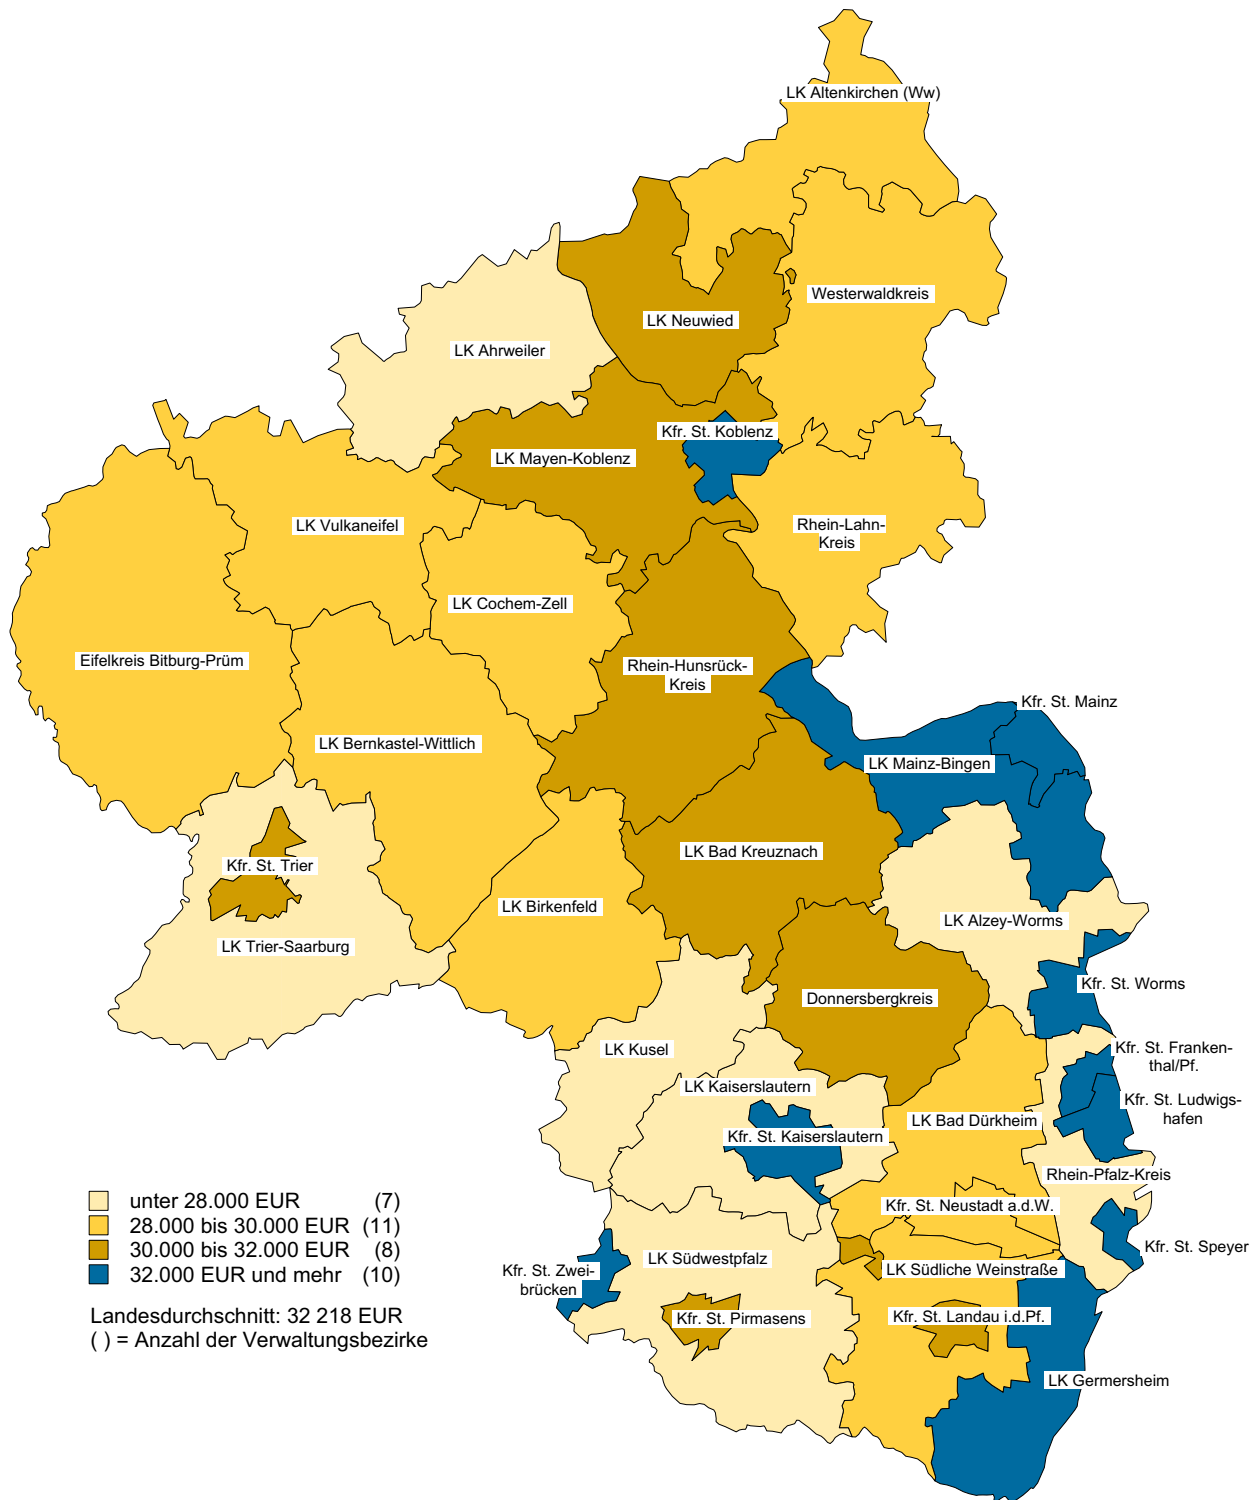 LK Altenkirchen (Ww)
Westerwaldkreis
LK Neuwied
LK Ahrweiler
Kfr. St. Koblenz
LK Mayen-Koblenz
LK Vulkaneifel
Rhein-Lahn-
Kreis
LK Cochem-Zell
Eifelkreis Bitburg-Prüm
Rhein-Hunsrück-
Kreis
Kfr. St. Mainz
LK Bernkastel-Wittlich
LK Mainz-Bingen
LK Bad Kreuznach
Kfr. St. Trier
LK Birkenfeld
LK Alzey-Worms
LK Trier-Saarburg
Kfr. St. Worms
Donnersbergkreis
LK Kusel
Kfr. St. Franken-
thal/Pf.
LK Kaiserslautern
Kfr. St. Ludwigs-
hafen
LK Bad Dürkheim
Kfr. St. Kaiserslautern
Rhein-Pfalz-Kreis
Kfr. St. Neustadt a.d.W.
Kfr. St. Speyer
LK Südwestpfalz
LK Südliche Weinstraße
Kfr. St. Zwei-
brücken
Kfr. St. Pirmasens
Kfr. St. Landau i.d.Pf.
LK Germersheim
unter 28.000 EUR (7)
28.000 bis 30.000 EUR (11)
30.000 bis 32.000 EUR (8)
32.000 EUR und mehr (10)
Landesdurchschnitt: 32 218 EUR
( ) = Anzahl der Verwaltungsbezirke